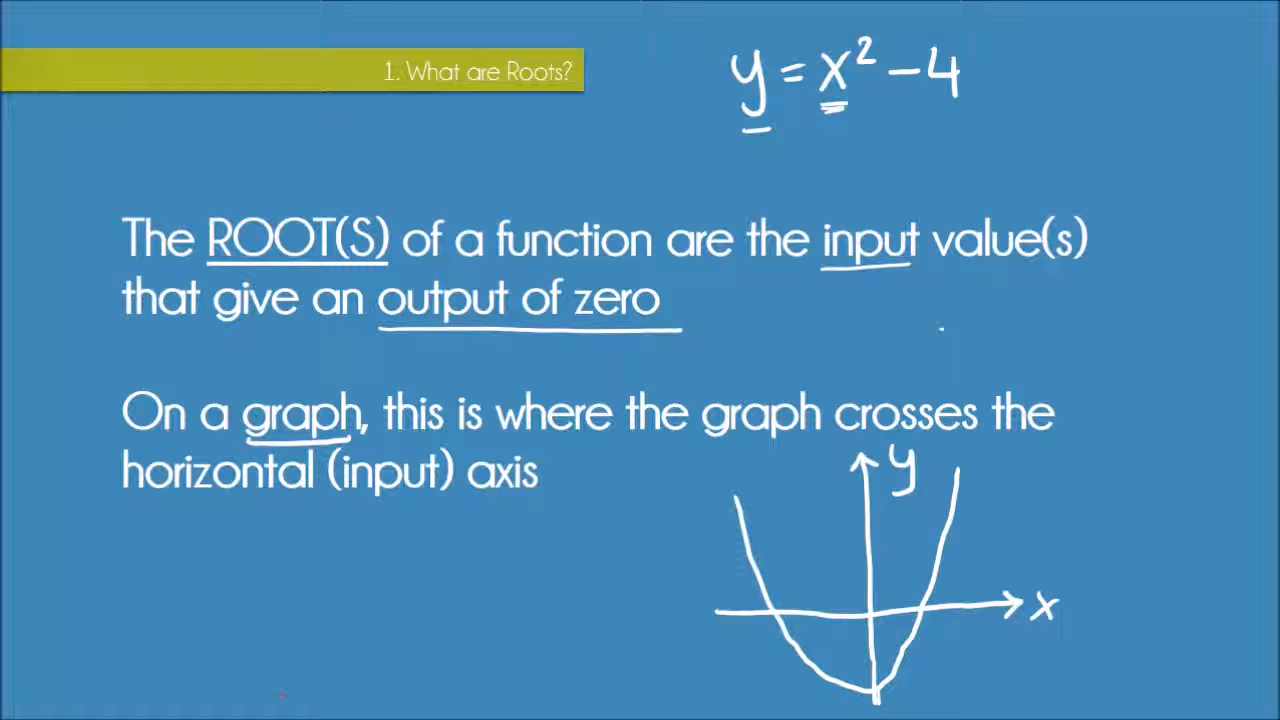 1. What are Roots?
y = x² - 4
The ROOT(S) of a function are the input value(s)
that give an output of zero
On a graph, this is where the graph crosses the
horizontal (input) axis
y
x